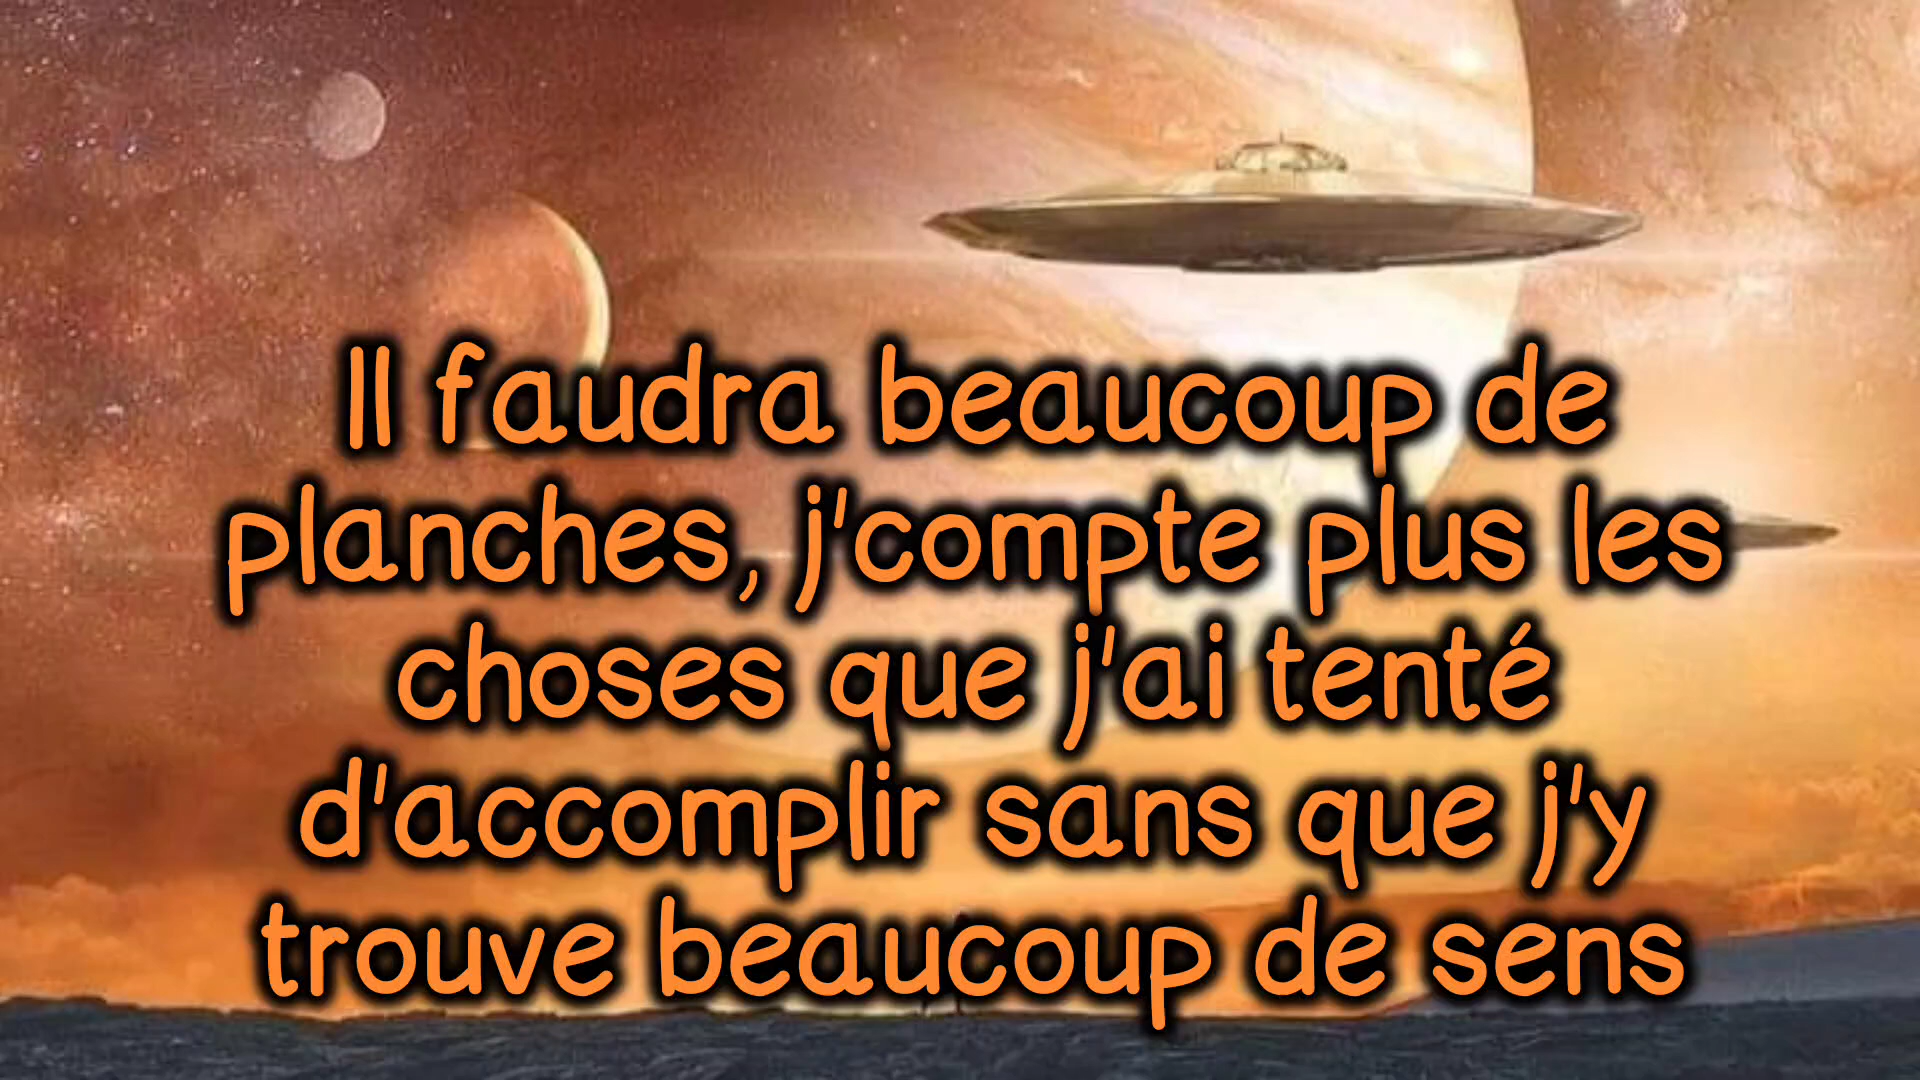 Il faudra beaucoup de
planches, j'compte plus les
choses que j'ai tenté
d'accomplir sans que j'y
trouve beaucoup de sens